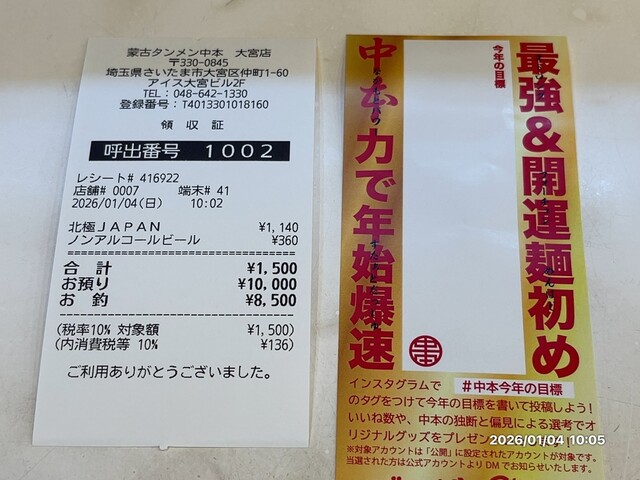 蒙古タンメン中本 大宮店
〒330-0845
埼玉県さいたま市大宮区仲町1-60
アイス大宮ビル2F
TEL：048-642-1330
登録番号：T4013301018160
領収証
呼出番号 1002
レシート# 416922
店舗# 0007 端末# 41
2026/01/04(日) 10:02
北極ＪＡＰＡＮ ¥1,140
ノンアルコールビール ¥360
合計 ¥1,500
お預り ¥10,000
お釣 ¥8,500
(税率10% 対象額 ¥1,500)
(内消費税等 10% ¥136)
ご利用ありがとうございました。
最強&開運麺初め
今年の目標
中本力で年始爆速
インスタグラムで #中本今年の目標
のタグをつけて今年の目標を書いて投稿しよう！
いいね数や、中本の独断と偏見による選考でオ
リジナルグッズをプレゼン
※対象アカウントは「公開」に設定されたアカウントが対象です。
当選された方は公式アカウントよりDMでお知らせいたします。
2026/01/04 10:05